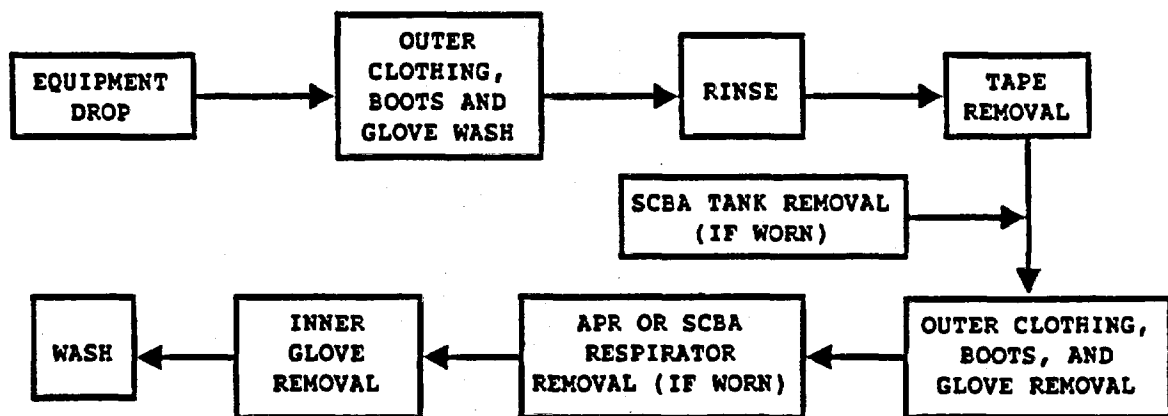 EQUIPMENT
DROP
OUTER
CLOTHING,
BOOTS AND
GLOVE WASH
RINSE
TAPE
REMOVAL
SCBA TANK REMOVAL
(IF WORN)
OUTER CLOTHING,
BOOTS, AND
GLOVE REMOVAL
APR OR SCBA
RESPIRATOR
REMOVAL (IF WORN)
INNER
GLOVE
REMOVAL
WASH